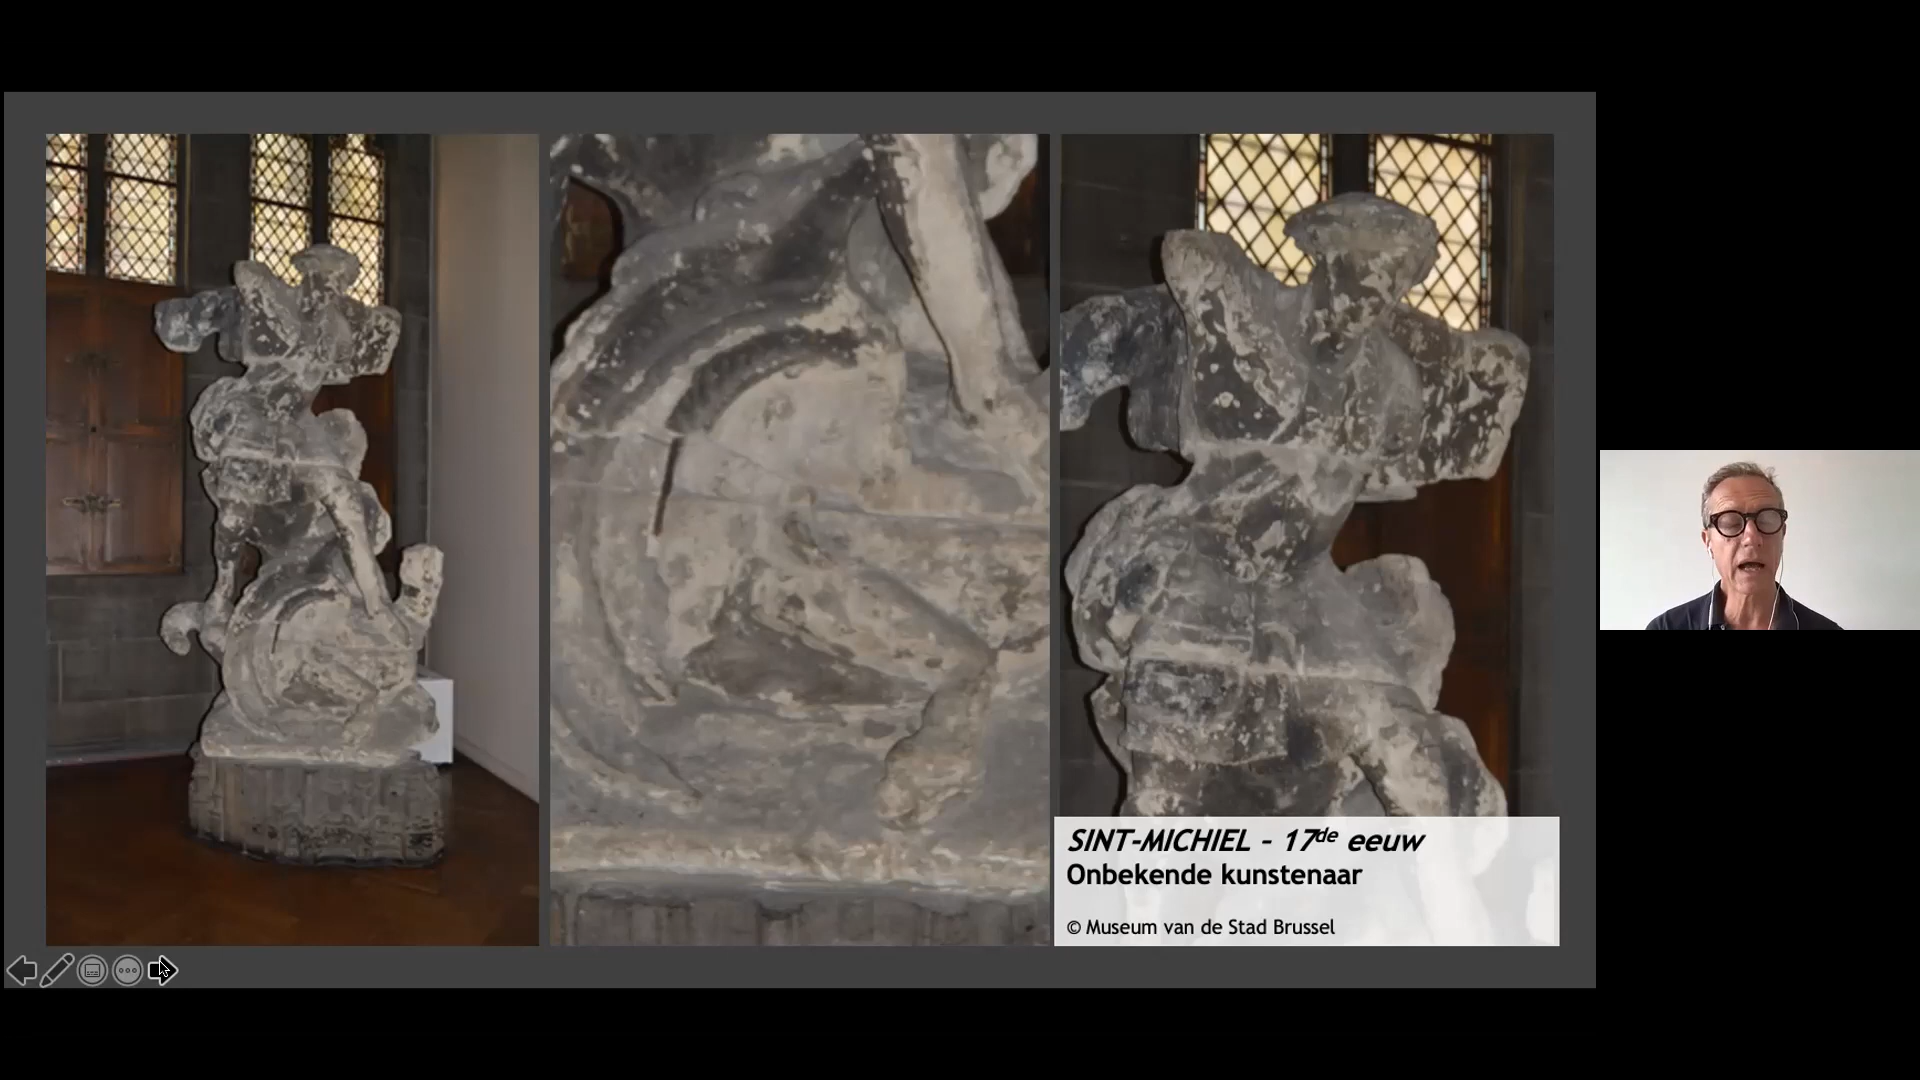 SINT-MICHIEL - 17de eeuw
Onbekende kunstenaar
© Museum van de Stad Brussel